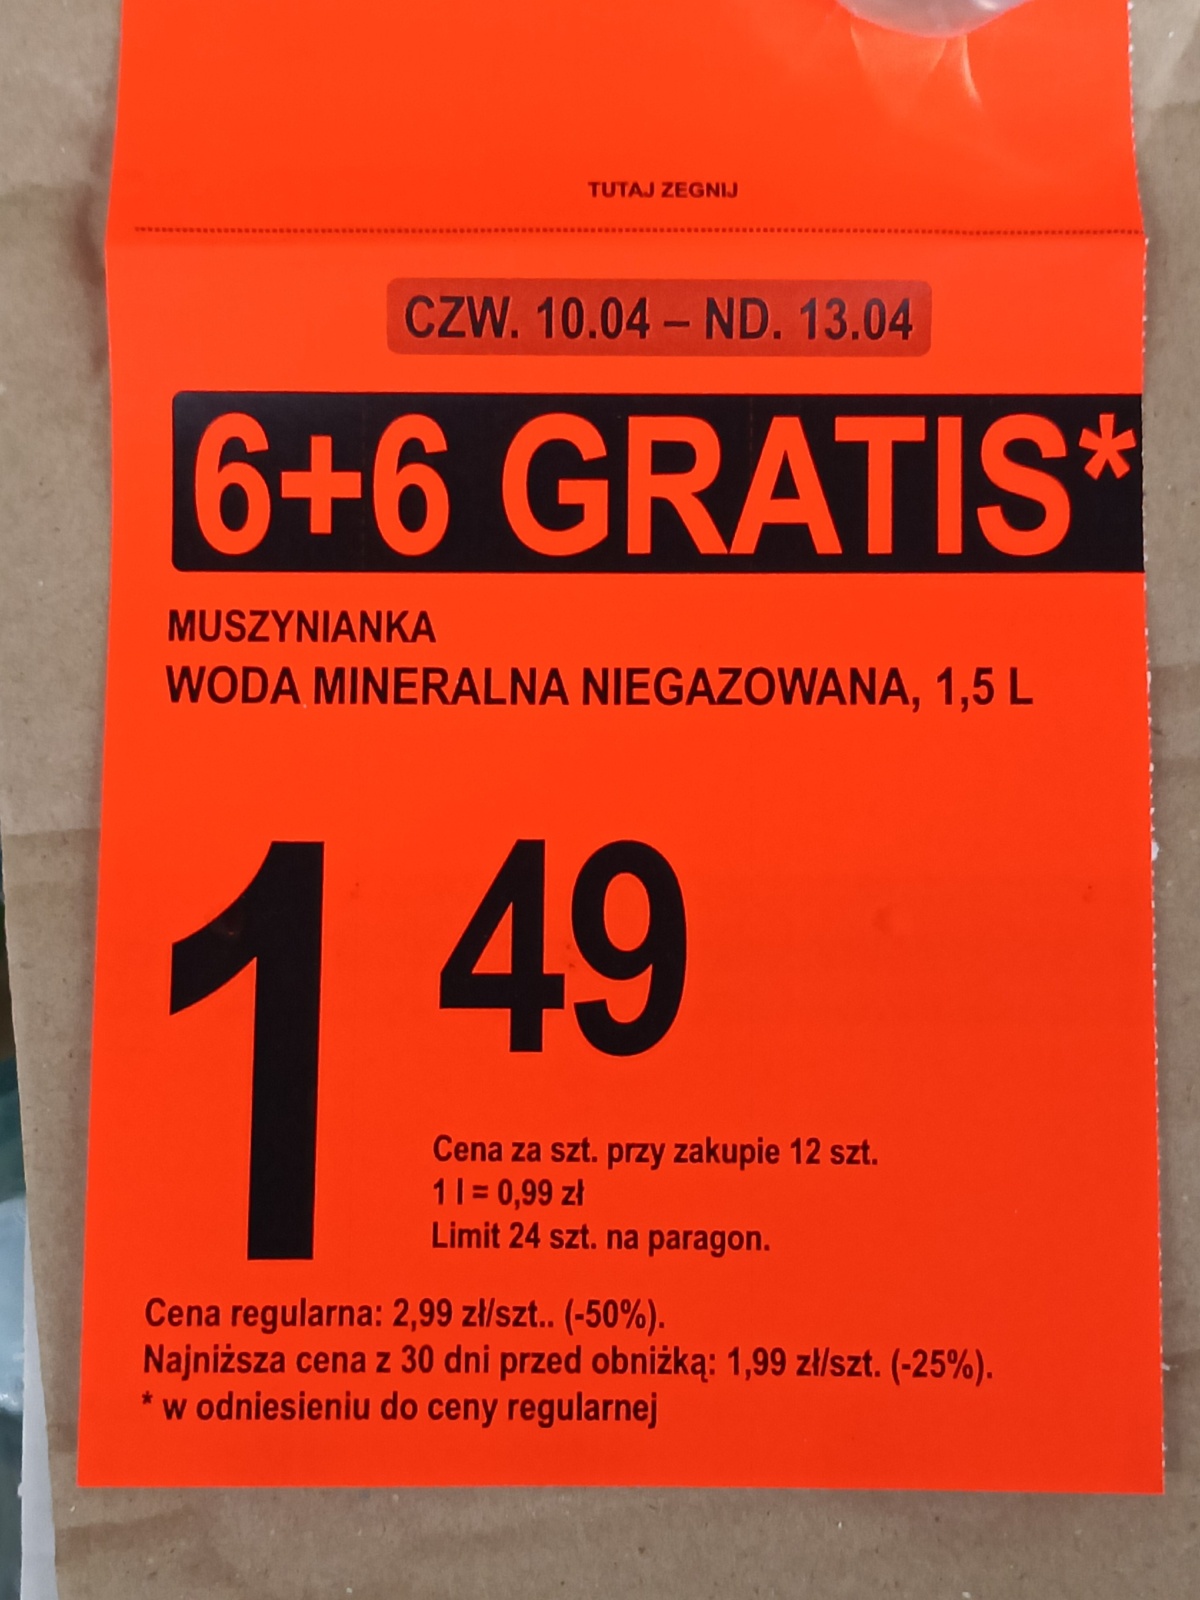 TUTAJ ZEGNIJ
CZW. 10.04 – ND. 13.04
6+6 GRATIS*
MUSZYNIANKA
WODA MINERALNA NIEGAZOWANA, 1,5 L
1 49
Cena za szt. przy zakupie 12 szt.
1 l = 0,99 zł
Limit 24 szt. na paragon.
Cena regularna: 2,99 zł/szt.. (-50%).
Najniższa cena z 30 dni przed obniżką: 1,99 zł/szt. (-25%).
* w odniesieniu do ceny regularnej